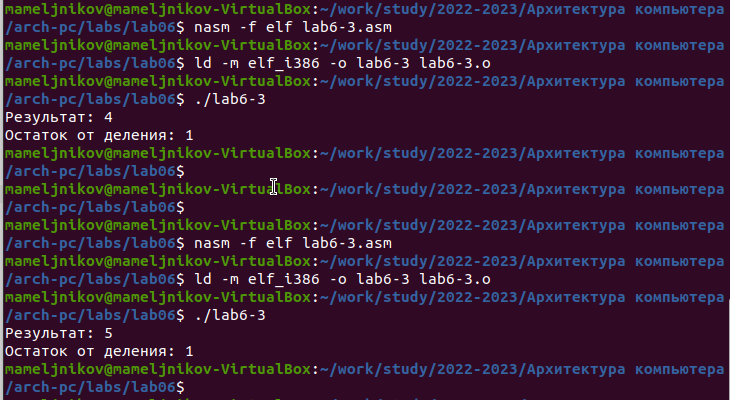 mameljnikov@mameljnikov-VirtualBox:~/work/study/2022-2023/Архитектура компьютера
/arch-pc/labs/lab06$ nasm -f elf lab6-3.asm
mameljnikov@mameljnikov-VirtualBox:~/work/study/2022-2023/Архитектура компьютера
/arch-pc/labs/lab06$ ld -m elf_i386 -o lab6-3 lab6-3.o
mameljnikov@mameljnikov-VirtualBox:~/work/study/2022-2023/Архитектура компьютера
/arch-pc/labs/lab06$ ./lab6-3
Результат: 4
Остаток от деления: 1
mameljnikov@mameljnikov-VirtualBox:~/work/study/2022-2023/Архитектура компьютера
/arch-pc/labs/lab06$
mameljnikov@mameljnikov-VirtualBox:~/work/study/2022-2023/Архитектура компьютера
/arch-pc/labs/lab06$
mameljnikov@mameljnikov-VirtualBox:~/work/study/2022-2023/Архитектура компьютера
/arch-pc/labs/lab06$ nasm -f elf lab6-3.asm
mameljnikov@mameljnikov-VirtualBox:~/work/study/2022-2023/Архитектура компьютера
/arch-pc/labs/lab06$ ld -m elf_i386 -o lab6-3 lab6-3.o
mameljnikov@mameljnikov-VirtualBox:~/work/study/2022-2023/Архитектура компьютера
/arch-pc/labs/lab06$ ./lab6-3
Результат: 5
Остаток от деления: 1
mameljnikov@mameljnikov-VirtualBox:~/work/study/2022-2023/Архитектура компьютера
/arch-pc/labs/lab06$